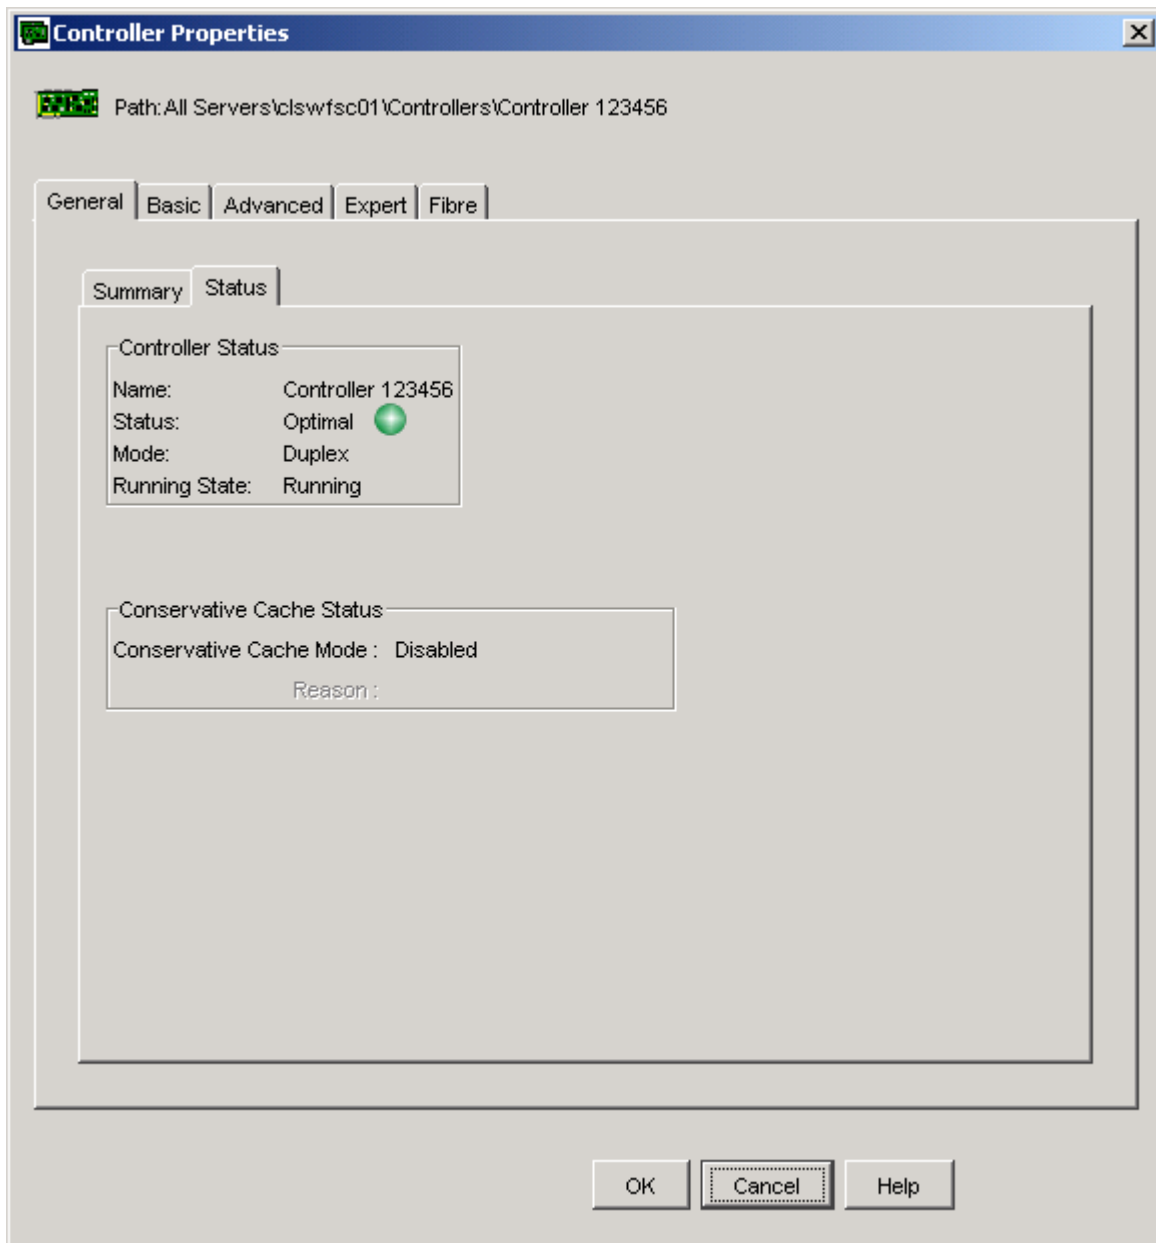 Controller Properties
Path:All Servers\clswfsc01\Controllers\Controller 123456
General Basic Advanced Expert Fibre
Summary Status
Controller Status
Name: Controller 123456
Status: Optimal
Mode: Duplex
Running State: Running
Conservative Cache Status
Conservative Cache Mode : Disabled
Reason :
OK Cancel Help